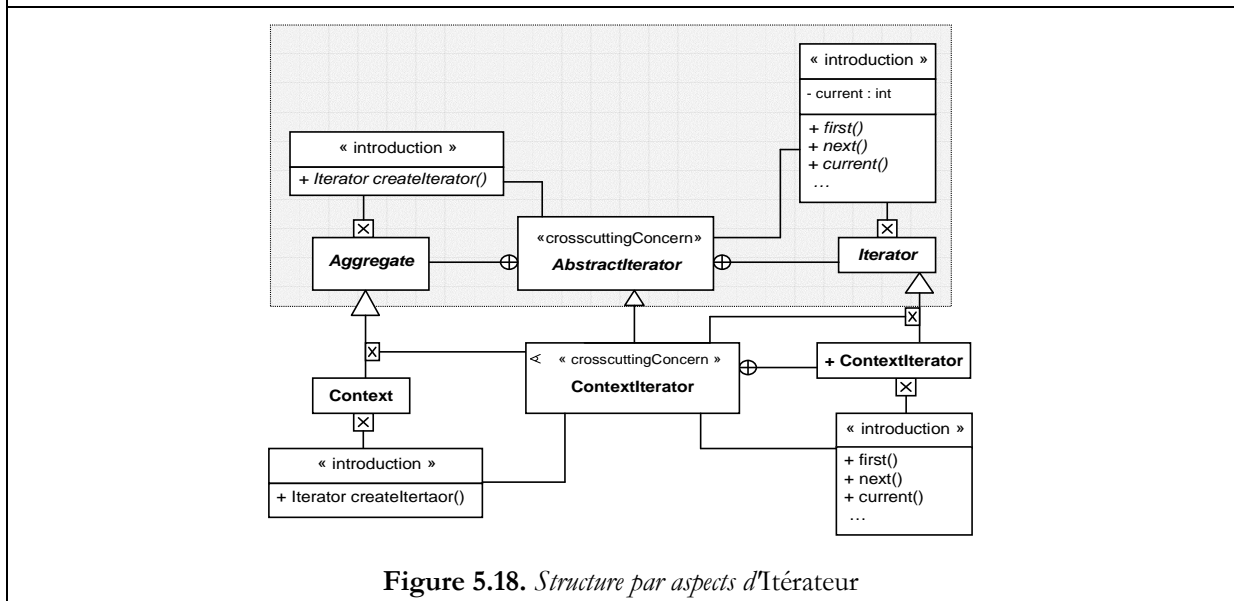 « introduction »
- current : int
+ first()
+ next()
+ current()
...
« introduction »
+ Iterator createIterator()
Aggregate
«crosscuttingConcern»
AbstractIterator
Iterator
« crosscuttingConcern »
ContextIterator
+ ContextIterator
Context
« introduction »
+ Iterator createItertaor()
« introduction »
+ first()
+ next()
+ current()
...
Figure 5.18. Structure par aspects d'Itérateur